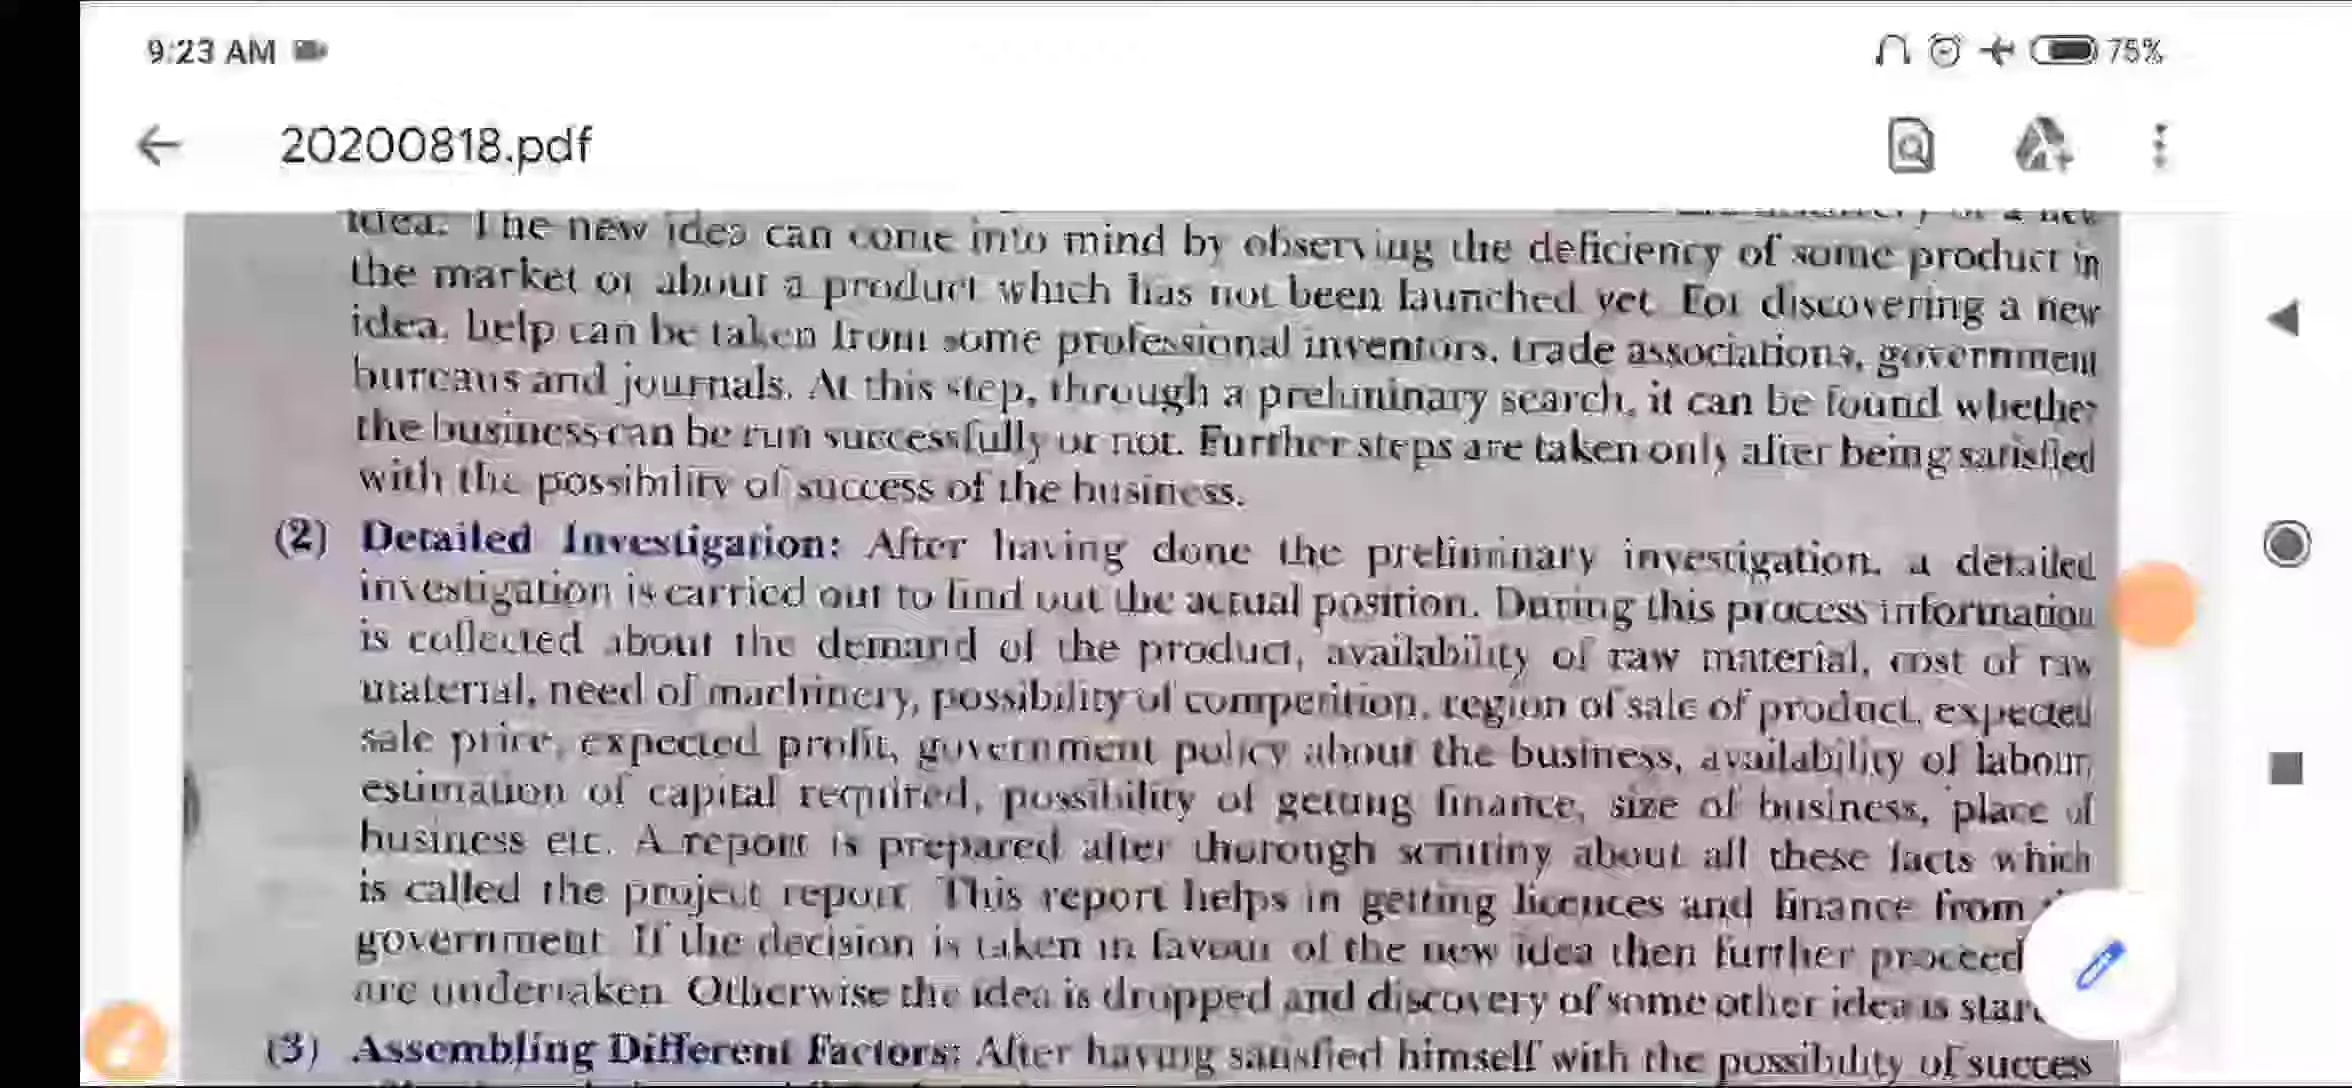 9:23 AM
75%
20200818.pdf
idea. The new idea can come into mind by observing the deficiency of some product in
the market or about a product which has not been launched yet. For discovering a new
idea, help can be taken from some professional inventors, trade associations, government
bureaus and journals. At this step, through a preliminary search, it can be found whether
the business can be run successfully or not. Further steps are taken only after being satisfied
with the possibility of success of the business.
(2) Detailed Investigation: After having done the preliminary investigation, a detailed
investigation is carried out to find out the actual position. During this process information
is collected about the demand of the product, availability of raw material, cost of raw
material, need of machinery, possibility of competition, region of sale of product, expected
sale price, expected profit, government policy about the business, availability of labour,
estimation of capital required, possibility of getting finance, size of business, place of
business etc. A report is prepared after thorough scrutiny about all these facts which
is called the project report. This report helps in getting licences and finance from
government. If the decision is taken in favour of the new idea then further proceed
are undertaken. Otherwise the idea is dropped and discovery of some other idea is star
(3) Assembling Different Factors: After having satisfied himself with the possibility of success